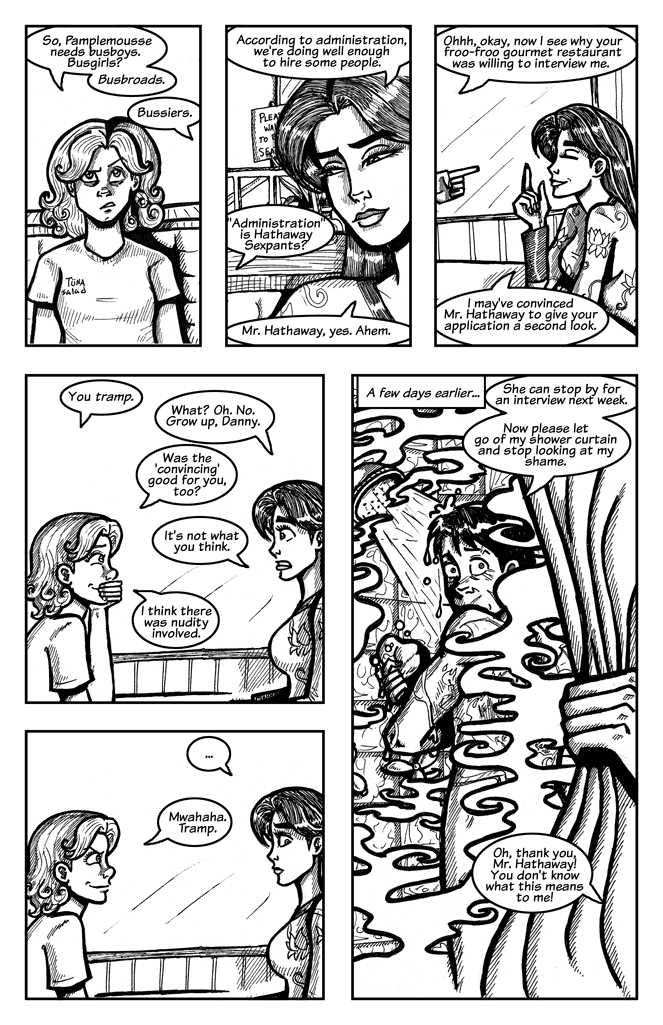 So, Pamplemousse
needs busboys.
Busgirls?
Busbroads.
Bussiers.
TUNA
salad
According to administration,
we're doing well enough
to hire some people.
PLEA
WA
TO B
SEA
"Administration"
is Hathaway
Sexpants?
Mr. Hathaway, yes. Ahem.
Ohhh, okay, now I see why your
froo-froo gourmet restaurant
was willing to interview me.
I may've convinced
Mr. Hathaway to give your
application a second look.
You tramp.
What? Oh. No.
Grow up, Danny.
Was the
'convincing'
good for you,
too?
It's not what
you think.
I think there
was nudity
involved.
...
Mwahaha.
Tramp.
A few days earlier...
She can stop by for
an interview next week.
Now please let
go of my shower curtain
and stop looking at my
shame.
Oh, thank you,
Mr. Hathaway!
You don't know
what this means
to me!